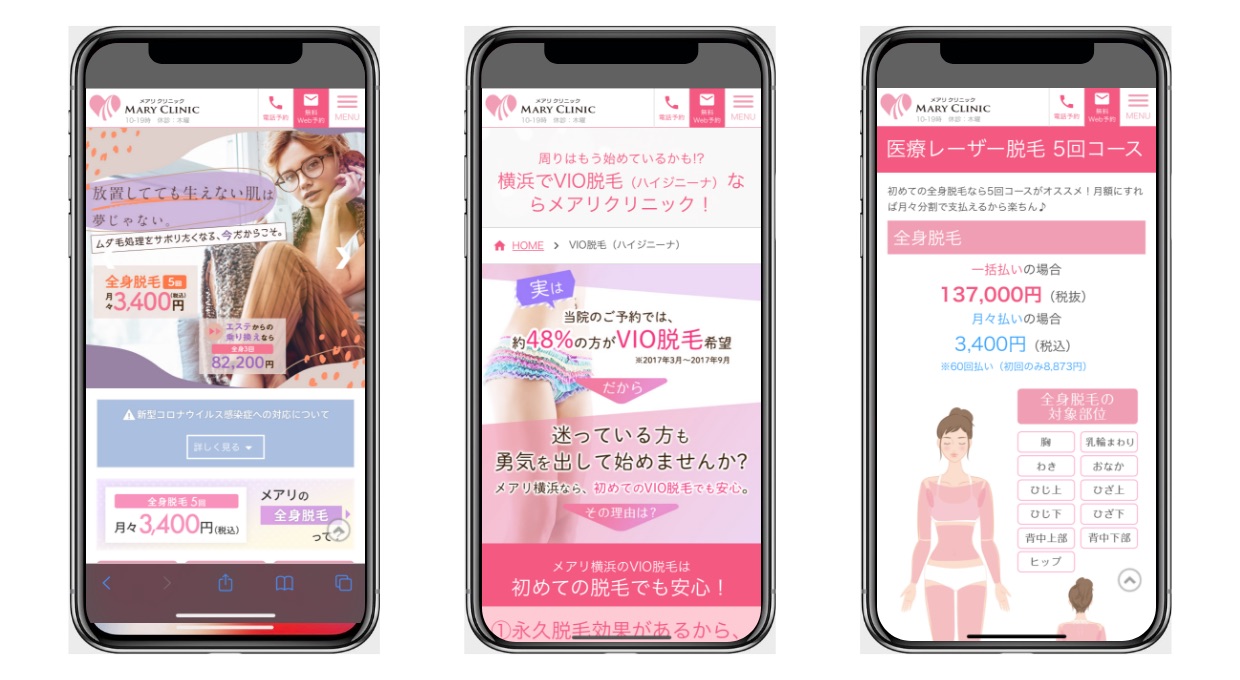 メアリクリニック
MARY CLINIC
10-19時 休診：木曜
電話予約
無料
Web予約
MENU
放置してても生えない肌は
夢じゃない。
ムダ毛処理をサボりたくなる、今だからこそ。
全身脱毛 5回
月々3,400円(税込)
エステからの
乗り換えなら
全身3回
82,200円
新型コロナウイルス感染症への対応について
詳しく見る
全身脱毛 5回
月々3,400円(税込)
メアリの
全身脱毛
って?
メアリクリニック
MARY CLINIC
10-19時 休診：木曜
電話予約
無料
Web予約
MENU
周りはもう始めているかも!?
横浜でVIO脱毛（ハイジニーナ）な
らメアリクリニック！
HOME > VIO脱毛（ハイジニーナ）
実は
当院のご予約では、
約48%の方がVIO脱毛希望
※2017年3月～2017年9月
だから
迷っている方も
勇気を出して始めませんか?
メアリ横浜なら、初めてのVIO脱毛でも安心。
その理由は？
メアリ横浜のVIO脱毛は
初めての脱毛でも安心！
①永久脱毛効果があるから、
メアリクリニック
MARY CLINIC
10-19時 休診：木曜
電話予約
無料
Web予約
MENU
医療レーザー脱毛 5回コース
初めての全身脱毛なら5回コースがオススメ！月額にすれ
ば月々分割で支払えるから楽ちん♪
全身脱毛
一括払いの場合
137,000円（税抜）
月々払いの場合
3,400円（税込）
※60回払い（初回のみ8,873円）
全身脱毛の
対象部位
胸 乳輪まわり
わき おなか
ひじ上 ひざ上
ひじ下 ひざ下
背中上部 背中下部
ヒップ